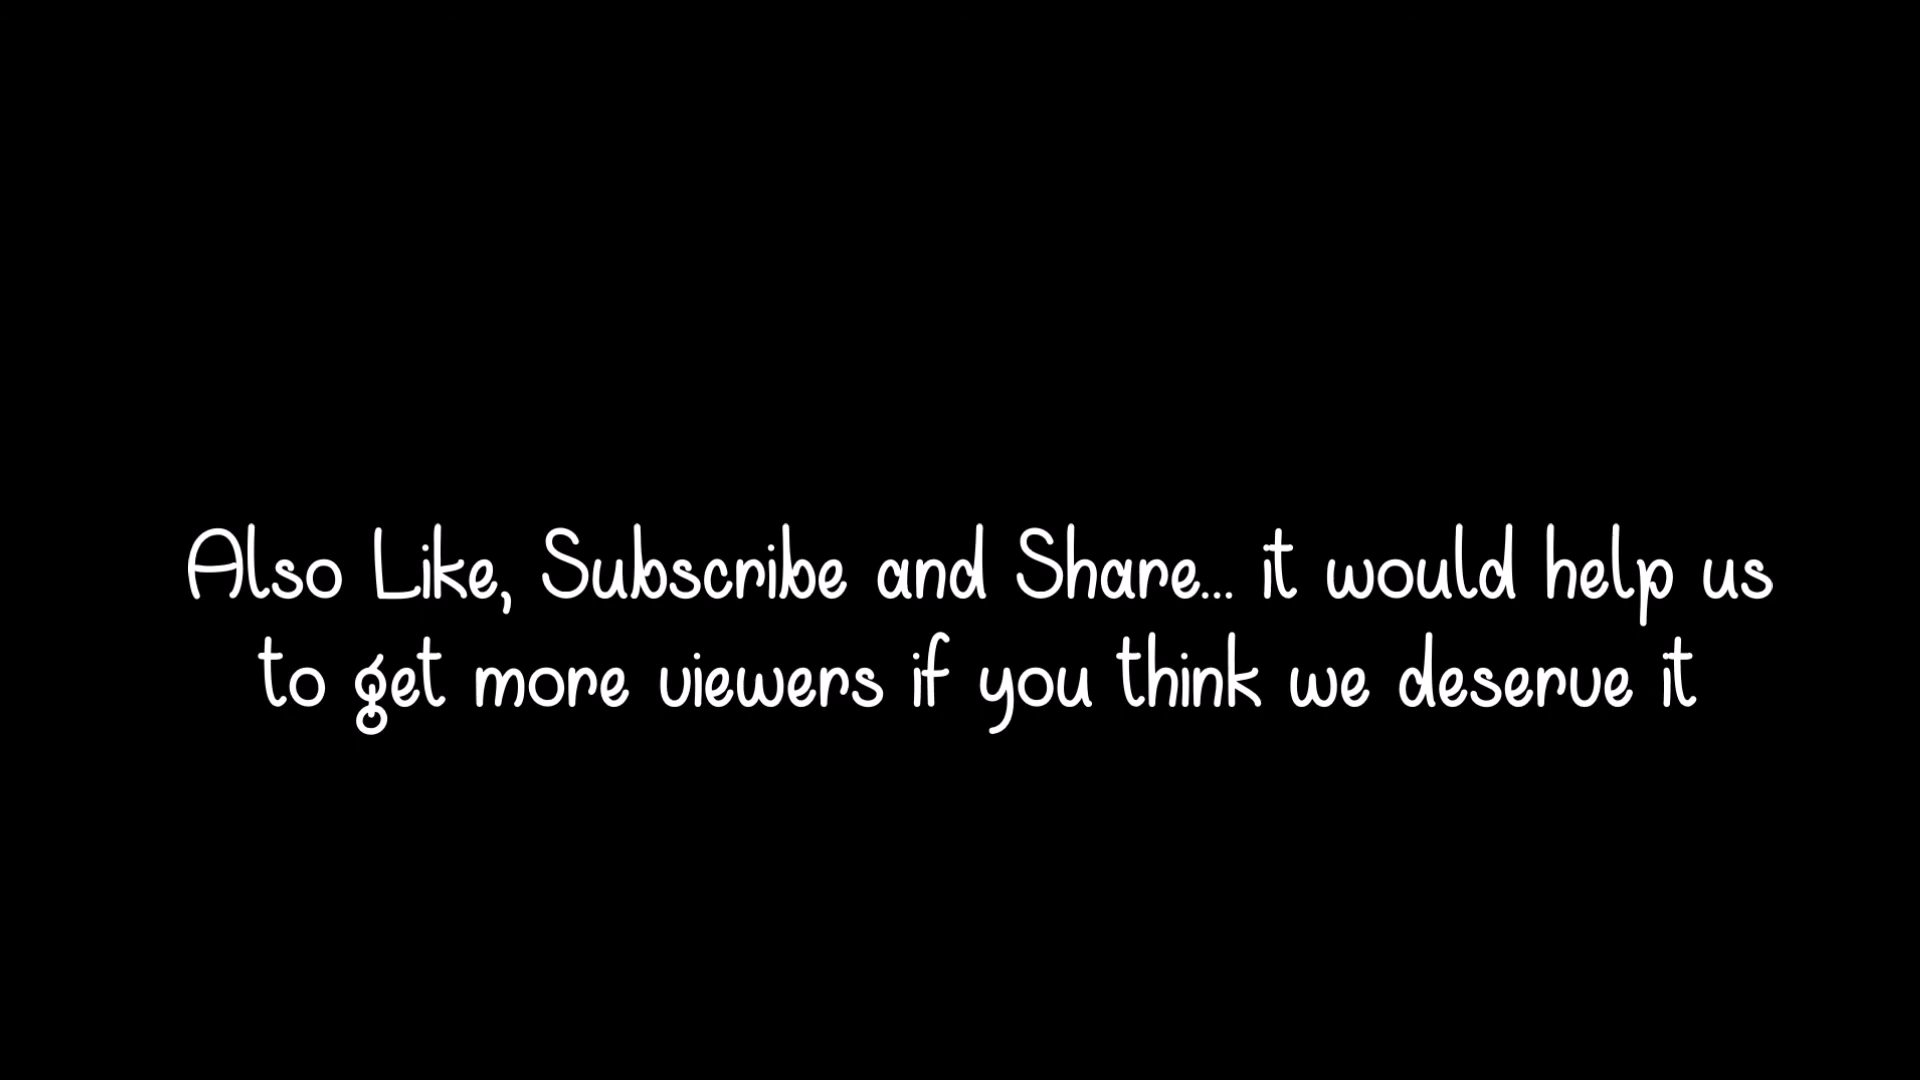 Also Like, Subscribe and Share... it would help us
to get more viewers if you think we deserve it